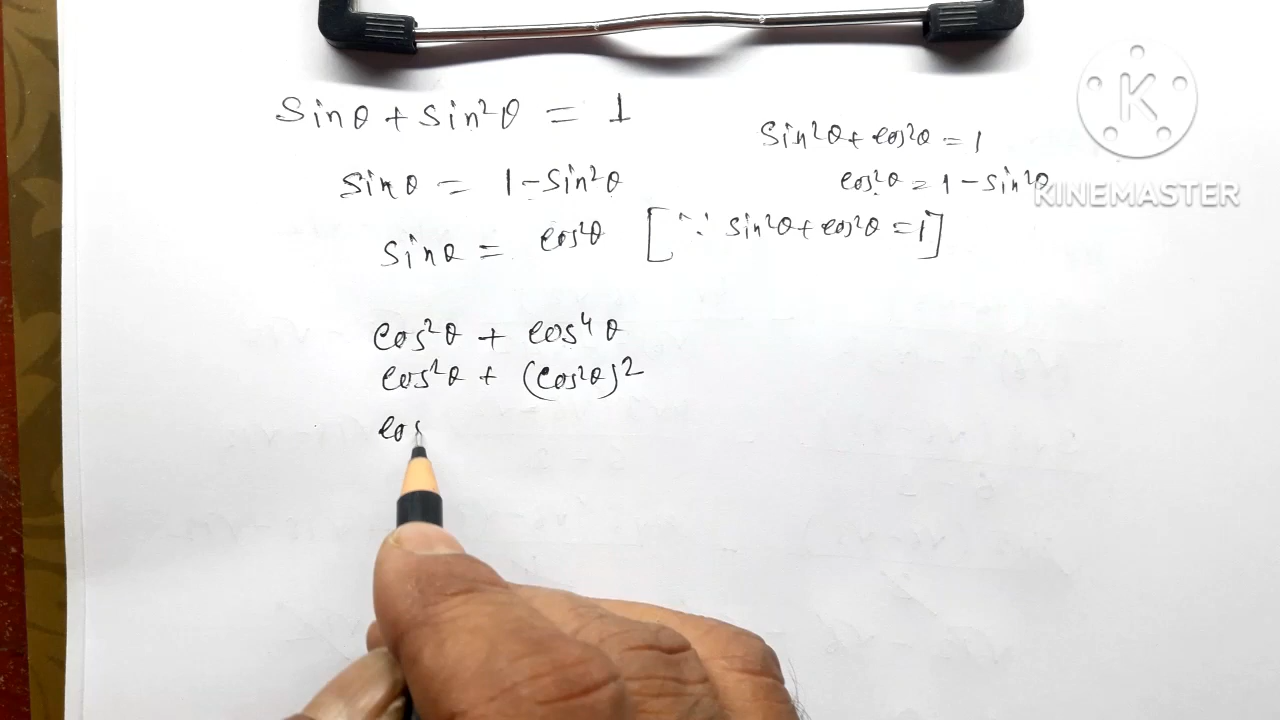 sinθ + sin²θ = 1
sinθ = 1 - sin²θ
sinθ = cos²θ [∵ sin²θ + cos²θ = 1]
sin²θ + cos²θ = 1
cos²θ = 1 - sin²θ
KINEMASTER
cos²θ + cos⁴θ
cos²θ + (cos²θ)²
cos